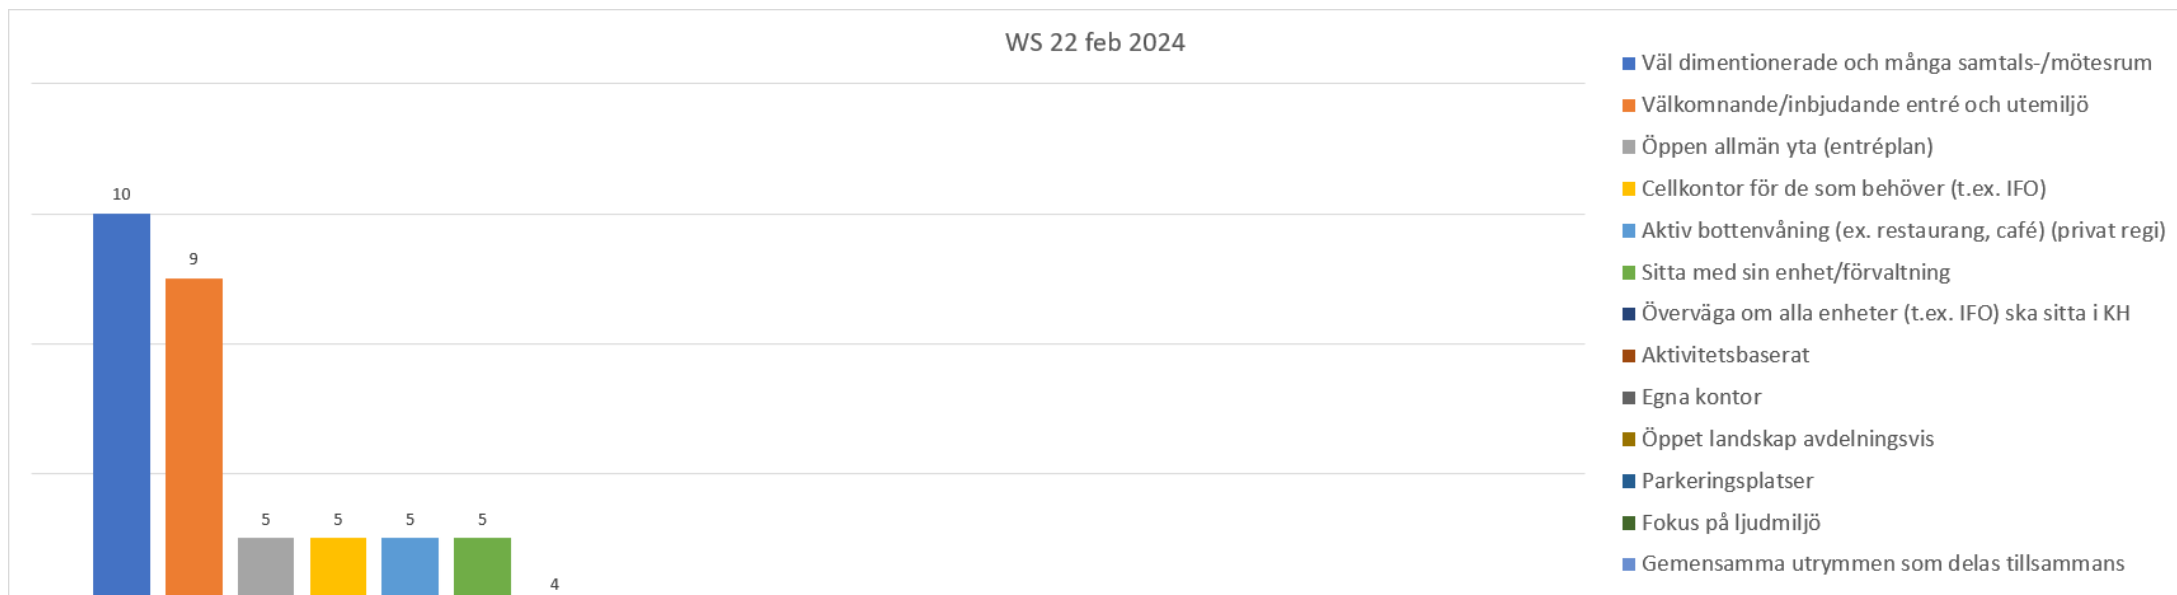 WS 22 feb 2024
10
9
5
5
5
5
4
Väl dimentionerade och många samtals-/mötesrum
Välkomnande/inbjudande entré och utemiljö
Öppen allmän yta (entréplan)
Cellkontor för de som behöver (t.ex. IFO)
Aktiv bottenvåning (ex. restaurang, café) (privat regi)
Sitta med sin enhet/förvaltning
Överväga om alla enheter (t.ex. IFO) ska sitta i KH
Aktivitetsbaserat
Egna kontor
Öppet landskap avdelningsvis
Parkeringsplatser
Fokus på ljudmiljö
Gemensamma utrymmen som delas tillsammans